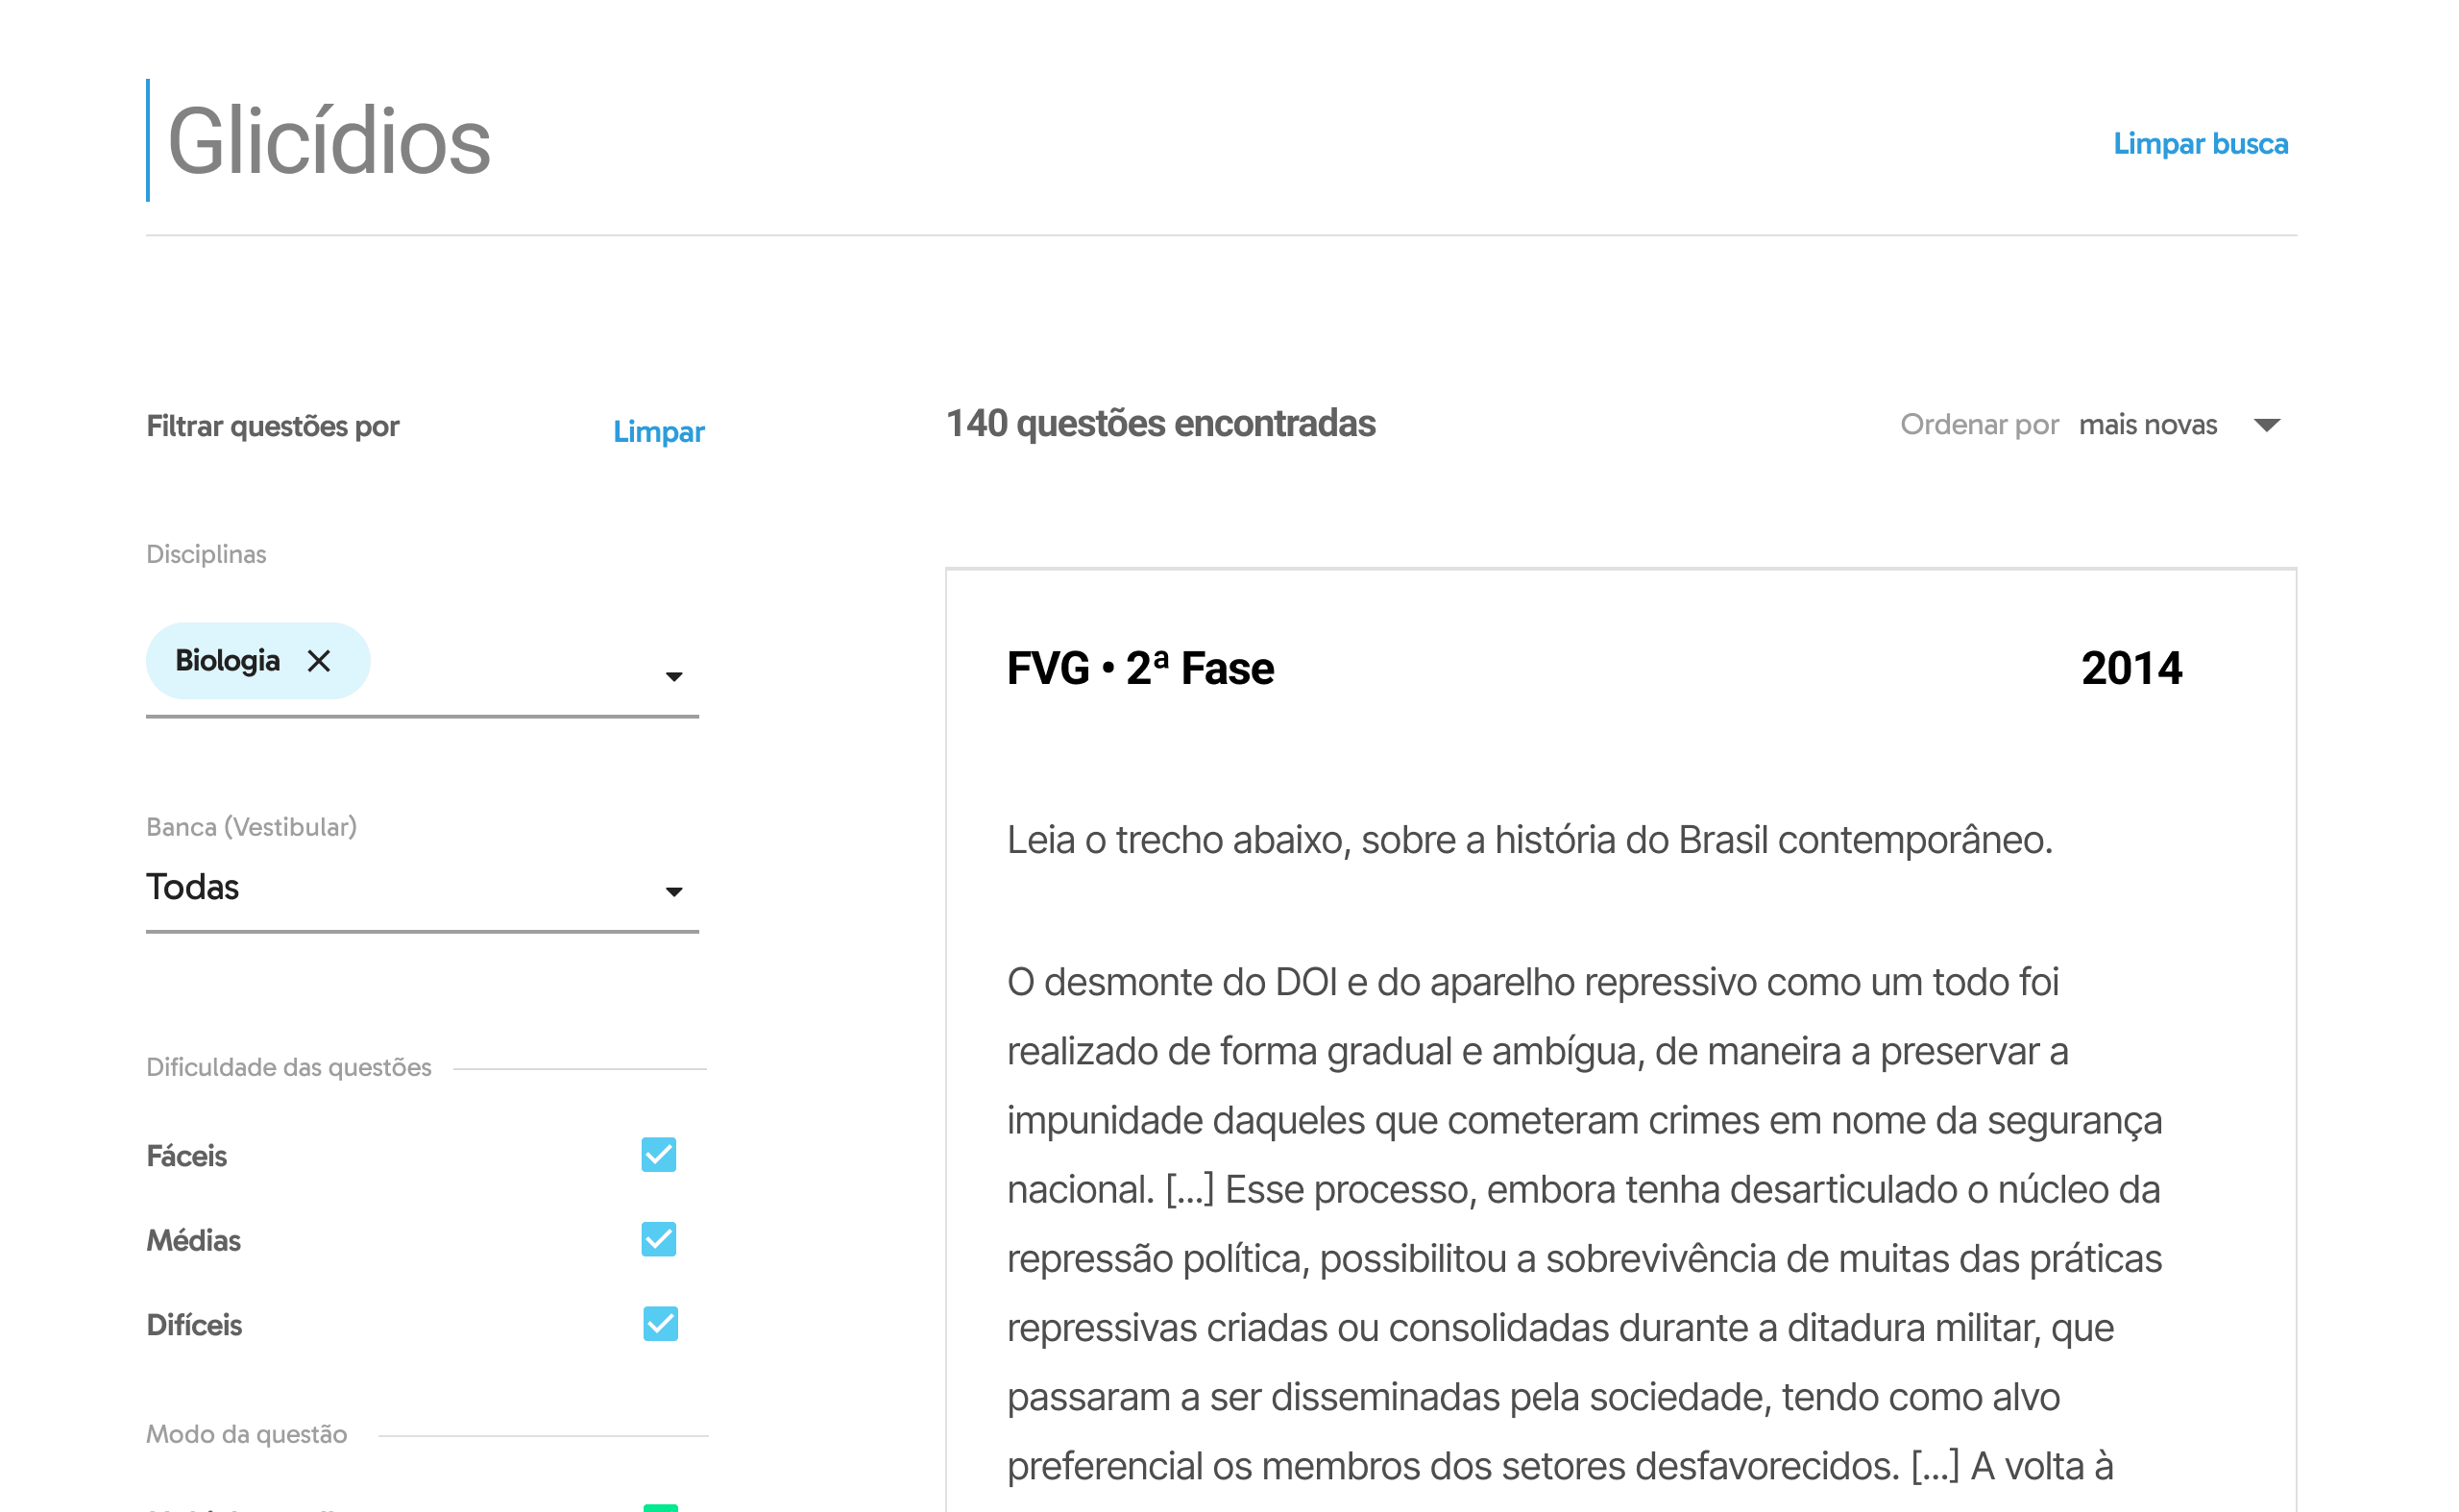 Glicídios
Limpar busca
Filtrar questões por
Limpar
Disciplinas
Biologia
Banca (Vestibular)
Todas
Dificuldade das questões
Fáceis
Médias
Difíceis
Modo da questão
140 questões encontradas
Ordenar por mais novas
FVG • 2ª Fase
2014
Leia o trecho abaixo, sobre a história do Brasil contemporâneo.
O desmonte do DOI e do aparelho repressivo como um todo foi
realizado de forma gradual e ambígua, de maneira a preservar a
impunidade daqueles que cometeram crimes em nome da segurança
nacional. [...] Esse processo, embora tenha desarticulado o núcleo da
repressão política, possibilitou a sobrevivência de muitas das práticas
repressivas criadas ou consolidadas durante a ditadura militar, que
passaram a ser disseminadas pela sociedade, tendo como alvo
preferencial os membros dos setores desfavorecidos. [...] A volta à